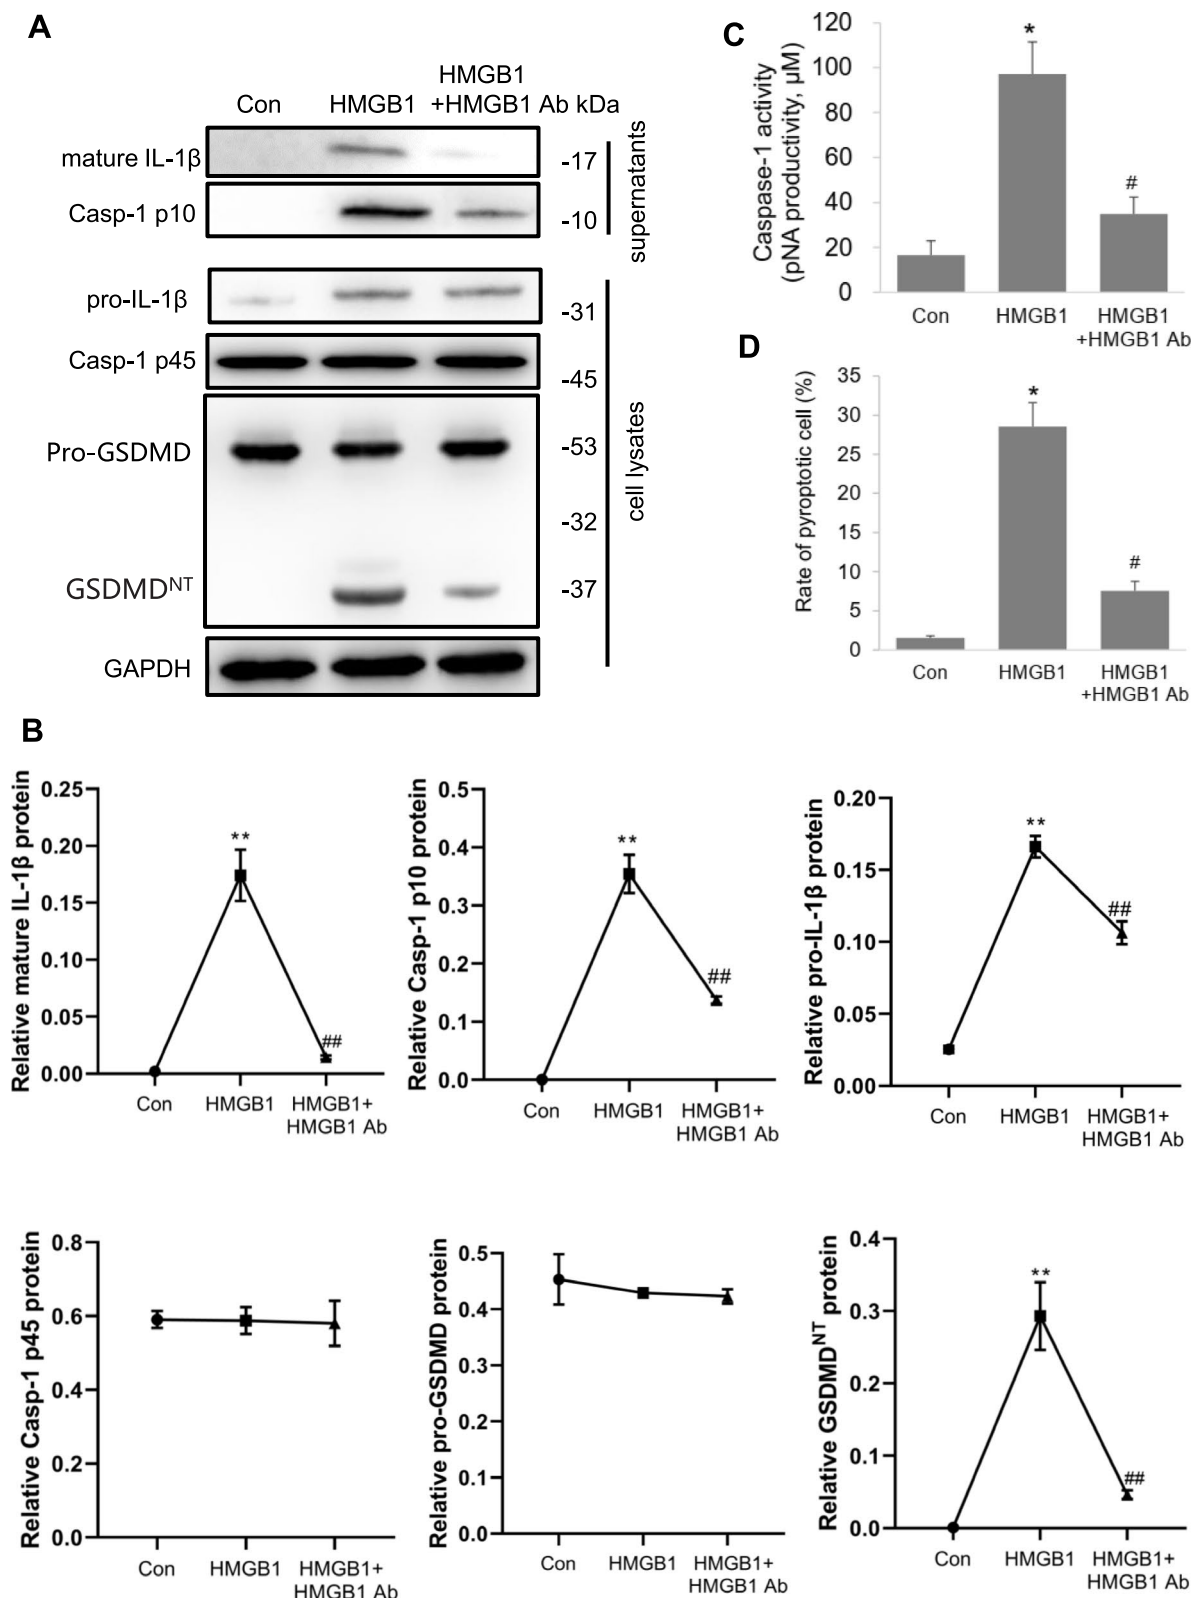 A
Con
HMGB1
HMGB1
+HMGB1 Ab kDa
mature IL-1β
-17
Casp-1 p10
-10
supernatants
pro-IL-1β
-31
Casp-1 p45
-45
Pro-GSDMD
-53
-32
GSDMDNT
-37
GAPDH
cell lysates
C
Caspase-1 activity
(pNA productivity, μM)
120
100
80
60
40
20
0
*
#
Con
HMGB1
HMGB1
+HMGB1 Ab
D
Rate of pyroptotic cell (%)
35
30
25
20
15
10
5
0
*
#
Con
HMGB1
HMGB1
+HMGB1 Ab
B
Relative mature IL-1β protein
0.25
0.20
0.15
0.10
0.05
0.00
**
##
Con
HMGB1
HMGB1+
HMGB1 Ab
Relative Casp-1 p10 protein
0.5
0.4
0.3
0.2
0.1
0.0
**
##
Con
HMGB1
HMGB1+
HMGB1 Ab
Relative pro-IL-1β protein
0.20
0.15
0.10
0.05
0.00
**
##
Con
HMGB1
HMGB1+
HMGB1 Ab
Relative Casp-1 p45 protein
0.8
0.6
0.4
0.2
0.0
Con
HMGB1
HMGB1+
HMGB1 Ab
Relative pro-GSDMD protein
0.5
0.4
0.3
0.2
0.1
0.0
Con
HMGB1
HMGB1+
HMGB1 Ab
Relative GSDMDNT protein
0.4
0.3
0.2
0.1
0.0
**
##
Con
HMGB1
HMGB1+
HMGB1 Ab